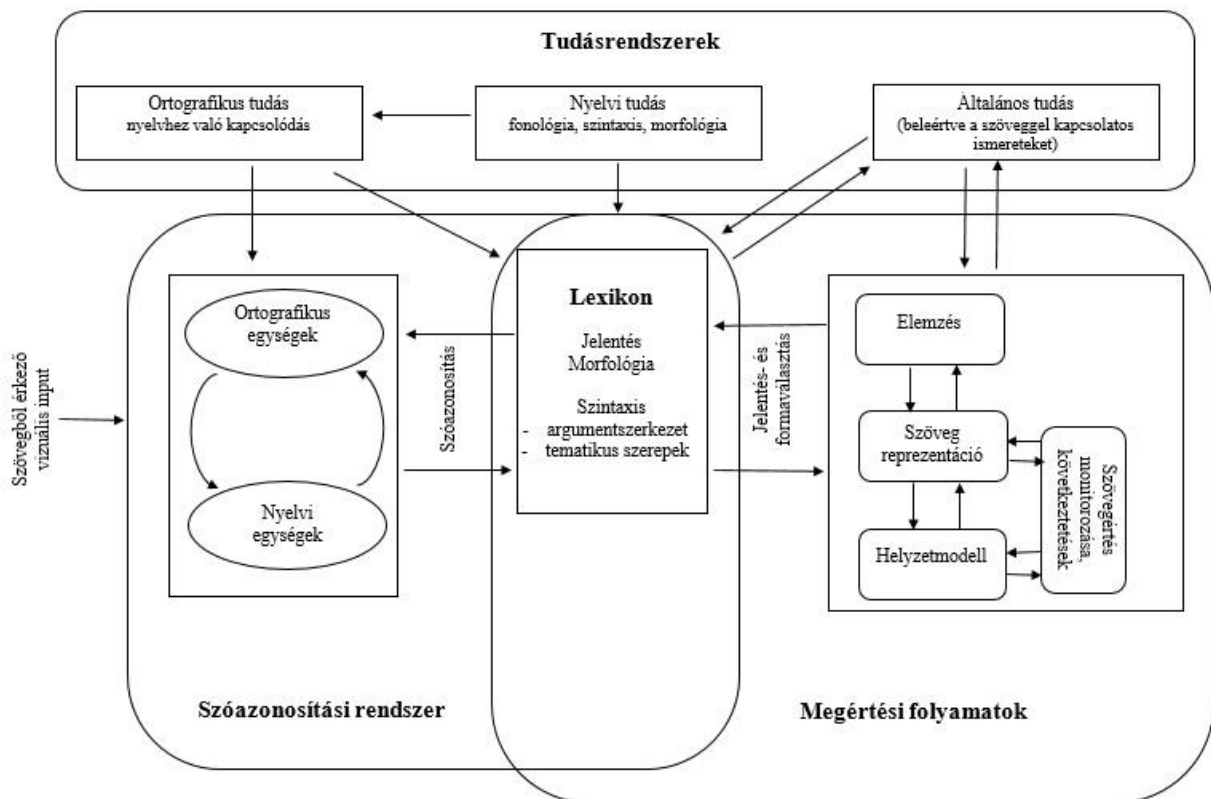 Tudásrendszerek
Ortografikus tudás
nyelvhez való kapcsolódás
Nyelvi tudás
fonológia, szintaxis, morfológia
Általános tudás
(beleértve a szöveggel kapcsolatos
ismereteket)
Szövegből érkező
vizuális input
Ortografikus
egységek
Nyelvi
egységek
Szóazonosítás
Lexikon
Jelentés
Morfológia
Szintaxis
- argumentszerkezet
- tematikus szerepek
Jelentés- és
formaválasztás
Elemzés
Szöveg
reprezentáció
Helyzetmodell
Szövegértés
monitorozása,
következtetések
Szóazonosítási rendszer
Megértési folyamatok